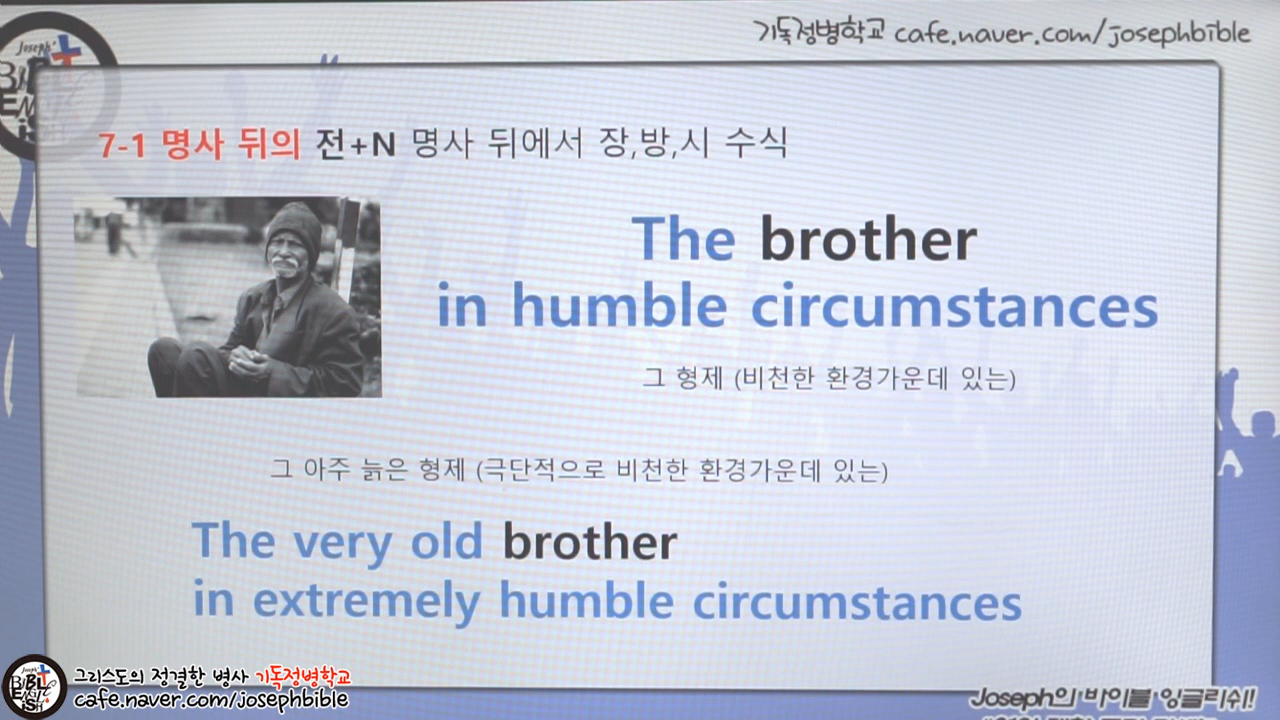 기독정병학교 cafe.naver.com/josephbible
Joseph'
7-1 명사 뒤의 전+N 명사 뒤에서 장,방,시 수식
The brother
in humble circumstances
그 형제 (비천한 환경가운데 있는)
그 아주 늙은 형제 (극단적으로 비천한 환경가운데 있는)
The very old brother
in extremely humble circumstances
그리스도의 정결한 병사 기독정병학교
cafe.naver.com/josephbible
Joseph의 바이블 잉글리쉬!